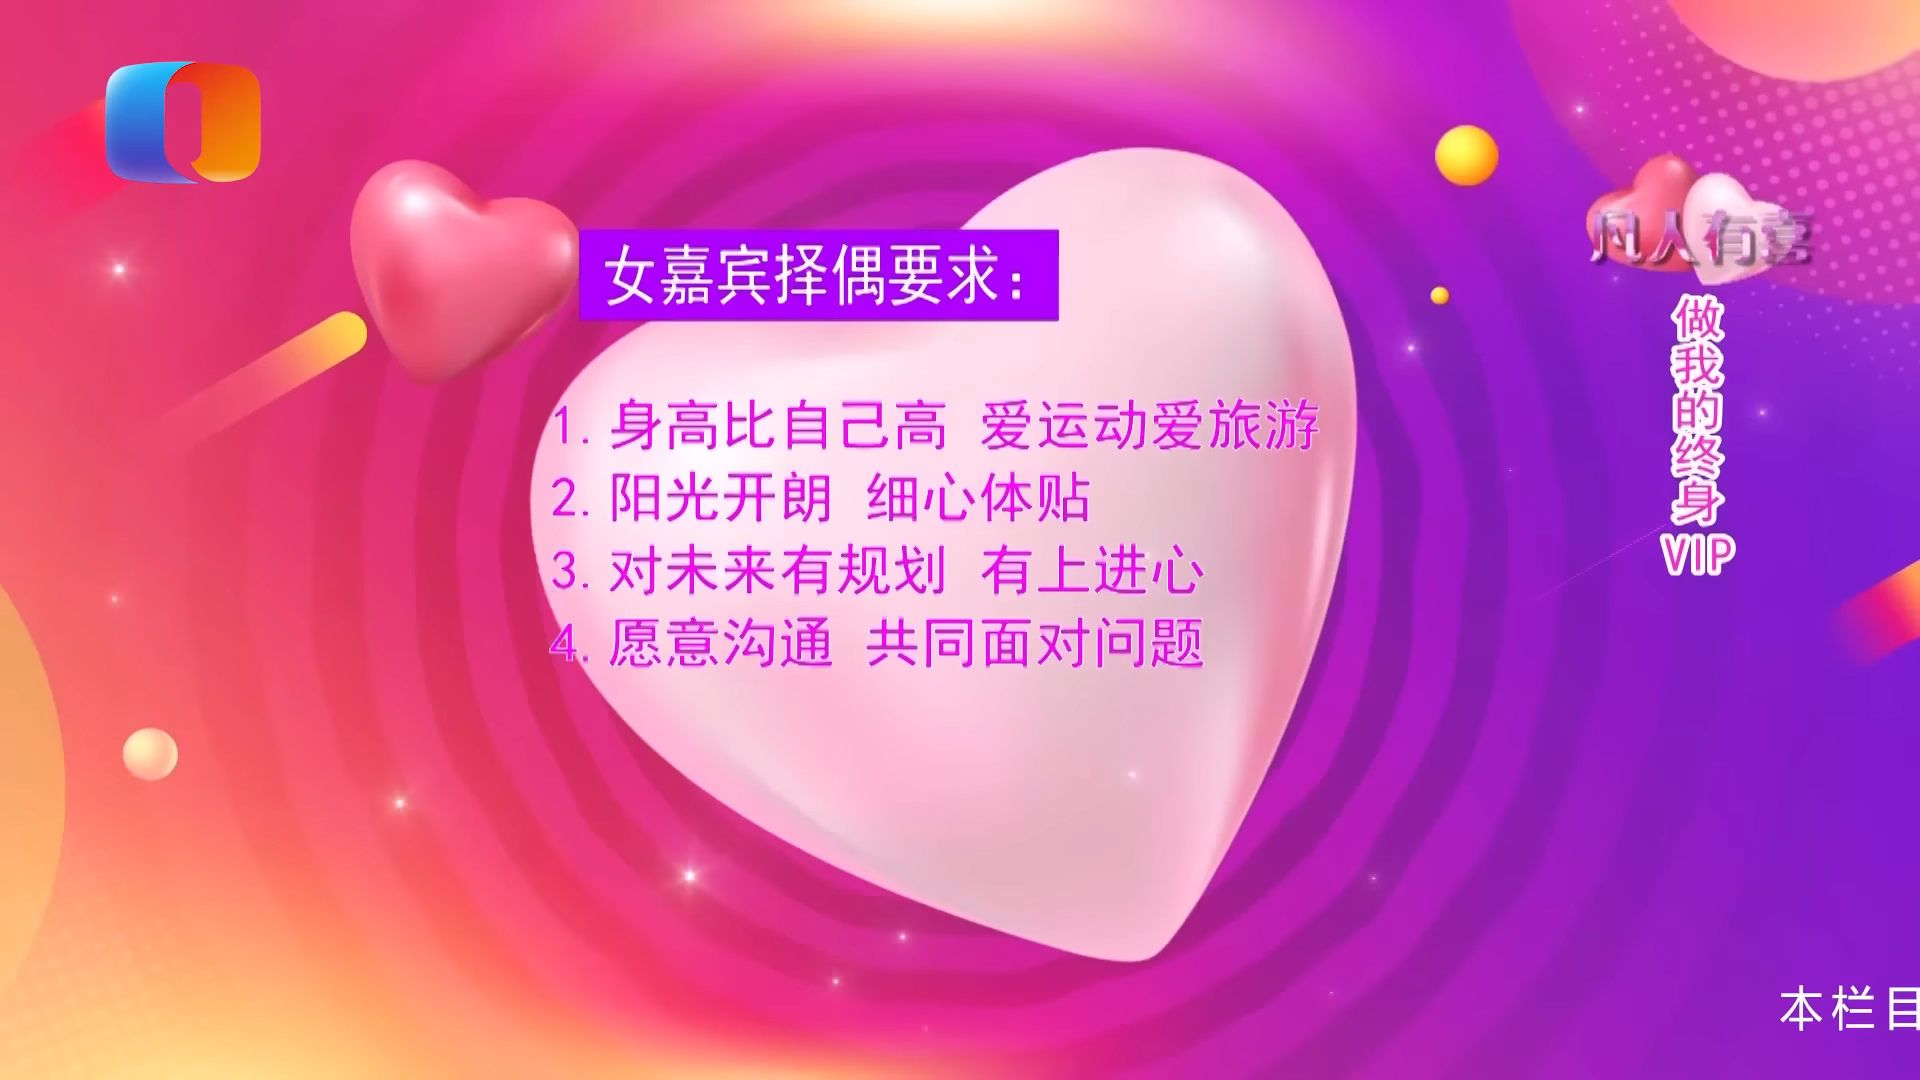 女嘉宾择偶要求：
1.身高比自己高 爱运动爱旅游
2.阳光开朗 细心体贴
3.对未来有规划 有上进心
4.愿意沟通 共同面对问题
凡人有喜
做我的终身VIP
本栏目